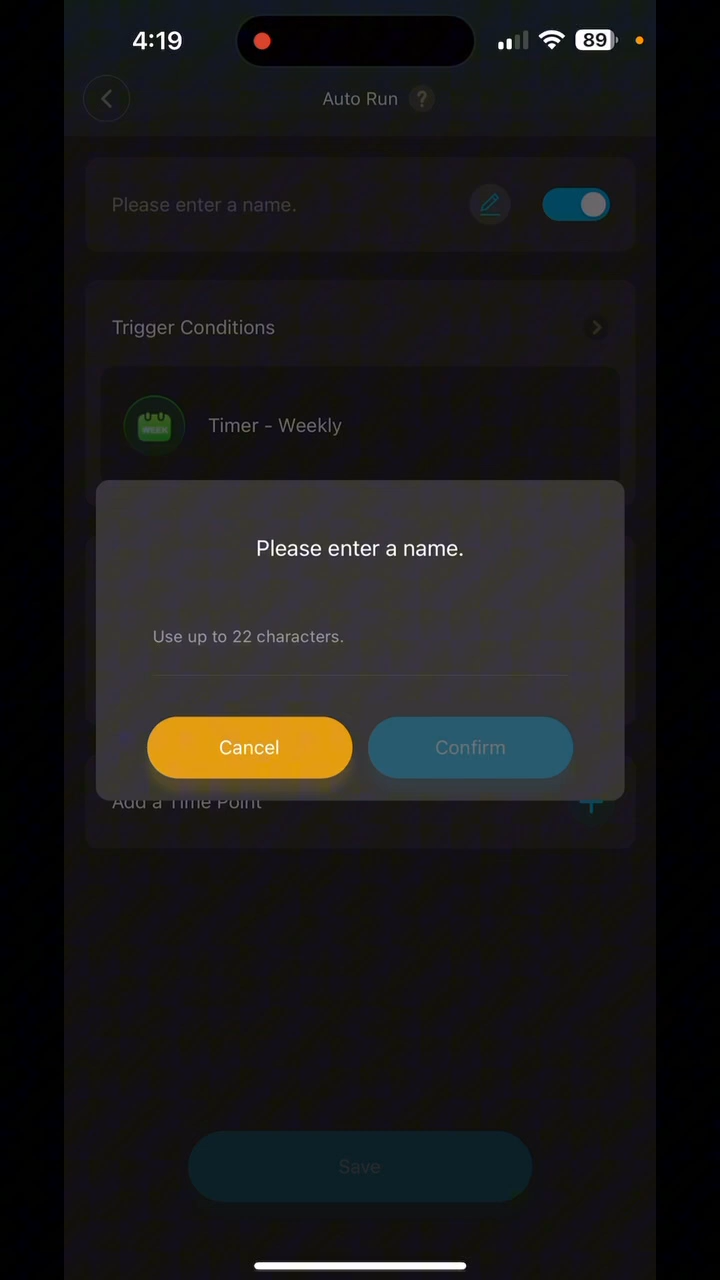 4:19
89
Auto Run ?
Please enter a name.
Trigger Conditions
WEEK
Timer - Weekly
Please enter a name.
Use up to 22 characters.
Cancel
Confirm
Add a Time Point
Save